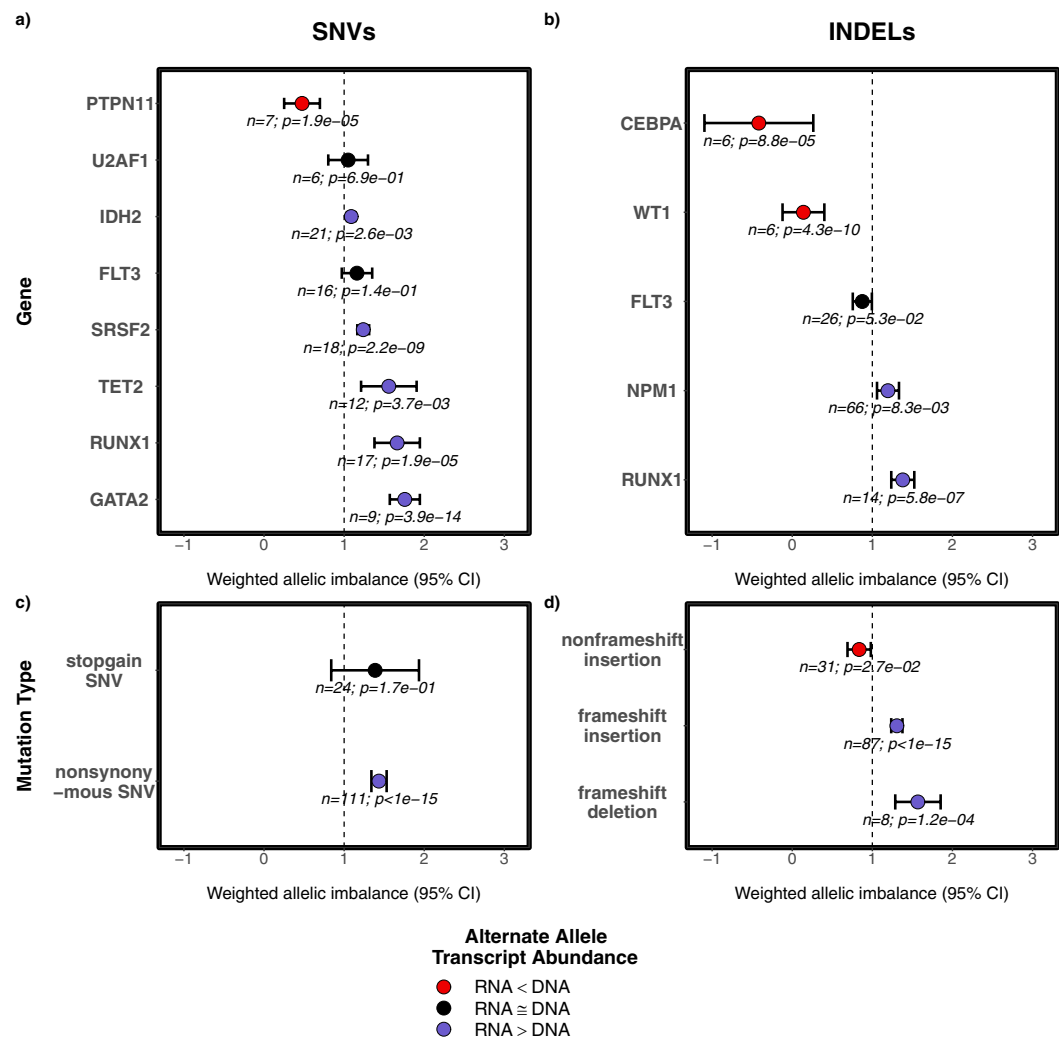 a)
SNVs
Gene
PTPN11
n=7; p=1.9e−05
U2AF1
n=6; p=6.9e−01
IDH2
n=21; p=2.6e−03
FLT3
n=16; p=1.4e−01
SRSF2
n=18; p=2.2e−09
TET2
n=12; p=3.7e−03
RUNX1
n=17; p=1.9e−05
GATA2
n=9; p=3.9e−14
−1 0 1 2 3
Weighted allelic imbalance (95% CI)
b)
INDELs
CEBPA
n=6; p=8.8e−05
WT1
n=6; p=4.3e−10
FLT3
n=26; p=5.3e−02
NPM1
n=66; p=8.3e−03
RUNX1
n=14; p=5.8e−07
−1 0 1 2 3
Weighted allelic imbalance (95% CI)
c)
Mutation Type
stopgain
SNV
n=24; p=1.7e−01
nonsynony
−mous SNV
n=111; p<1e−15
−1 0 1 2 3
Weighted allelic imbalance (95% CI)
d)
nonframeshift
insertion
n=31; p=2.7e−02
frameshift
insertion
n=87; p<1e−15
frameshift
deletion
n=8; p=1.2e−04
−1 0 1 2 3
Weighted allelic imbalance (95% CI)
Alternate Allele
Transcript Abundance
RNA < DNA
RNA ≅ DNA
RNA > DNA